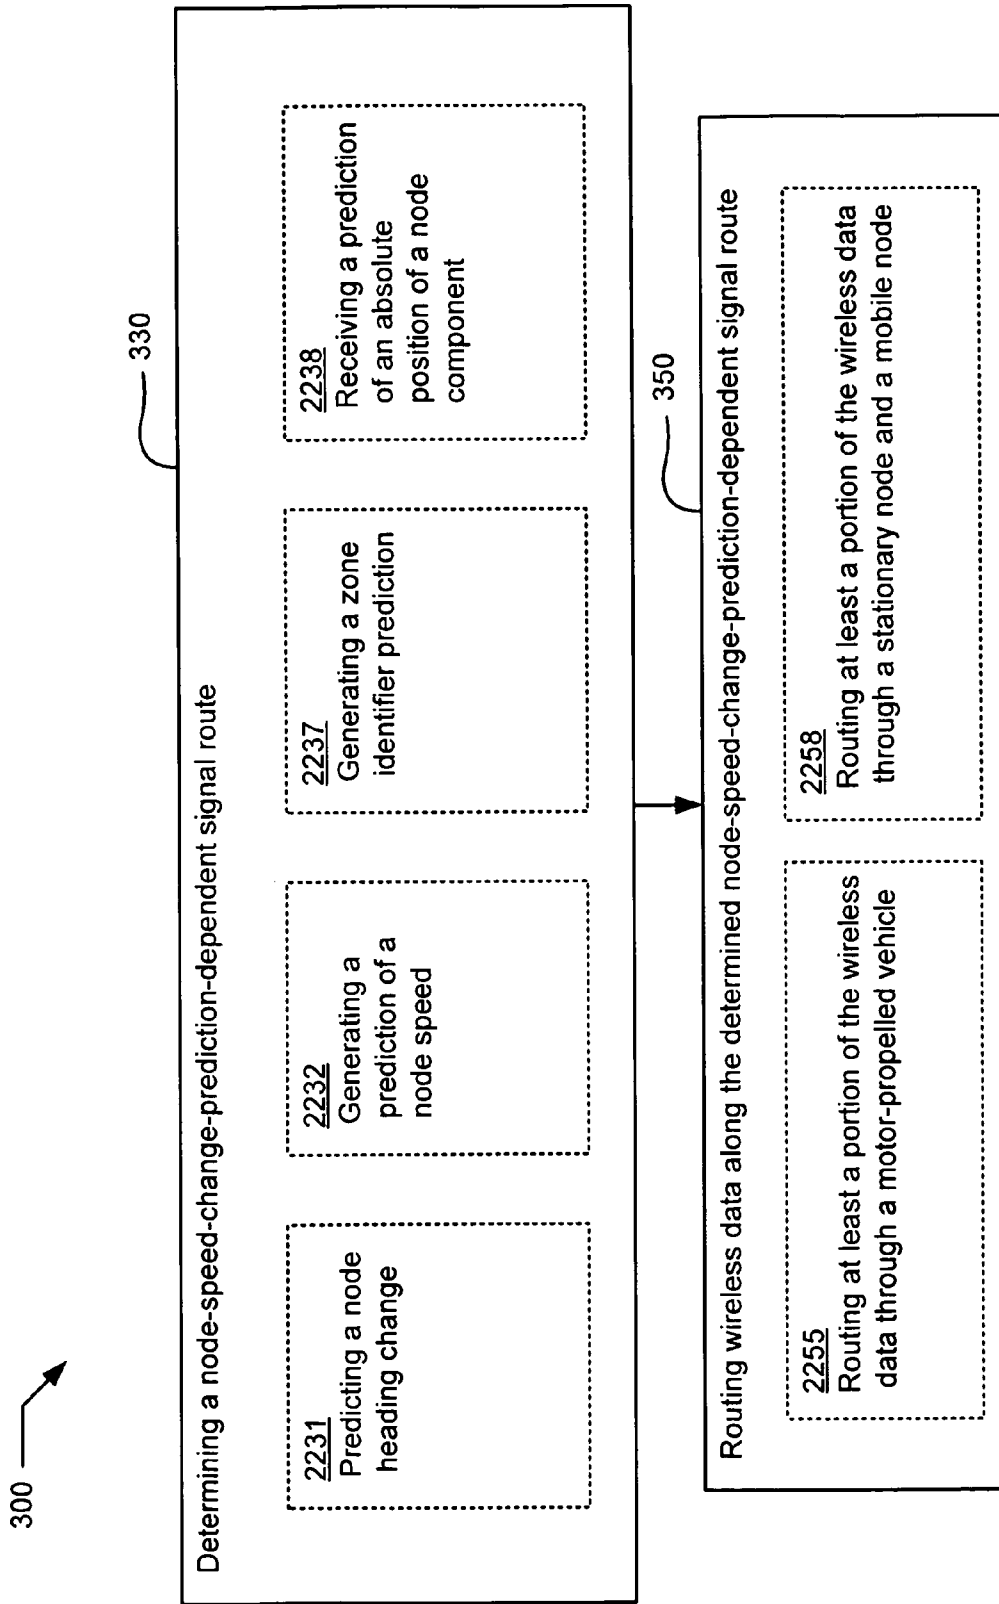 300
330
Determining a node-speed-change-prediction-dependent signal route
2231
Predicting a node
heading change
2232
Generating a
prediction of a
node speed
2237
Generating a zone
identifier prediction
2238
Receiving a prediction
of an absolute
position of a node
component
350
Routing wireless data along the determined node-speed-change-prediction-dependent signal route
2255
Routing at least a portion of the wireless
data through a motor-propelled vehicle
2258
Routing at least a portion of the wireless data
through a stationary node and a mobile node